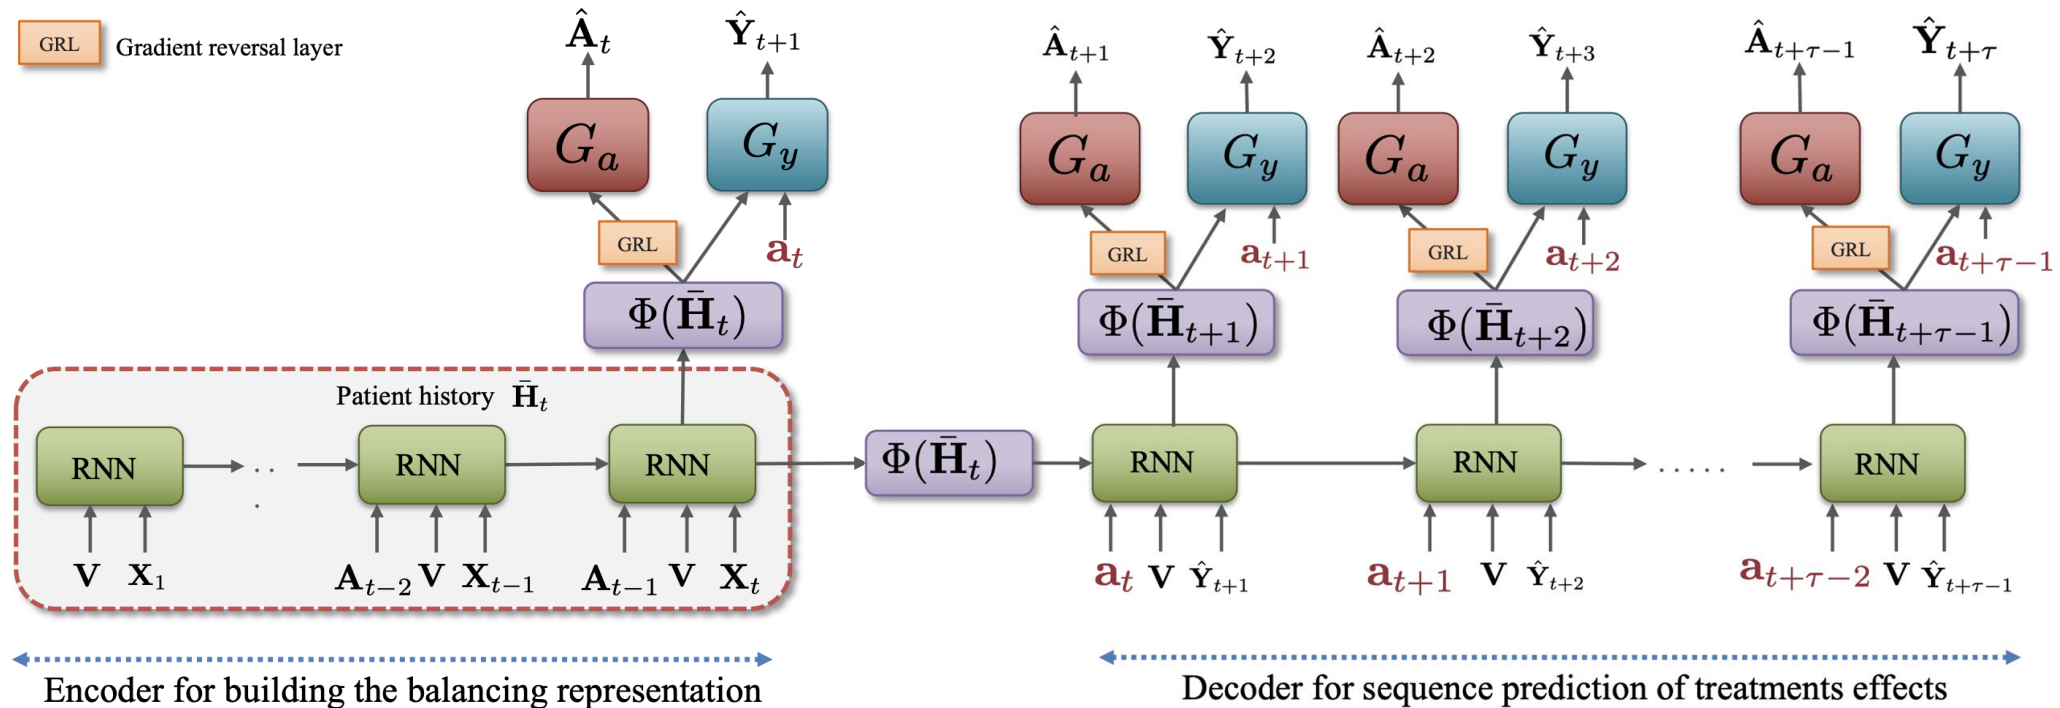 GRL Gradient reversal layer
Â_t Ŷ_{t+1} Â_{t+1} Ŷ_{t+2} Â_{t+2} Ŷ_{t+3} Â_{t+τ−1} Ŷ_{t+τ}
G_a G_y G_a G_y G_a G_y G_a G_y
GRL a_t GRL a_{t+1} GRL a_{t+2} GRL a_{t+τ−1}
Φ(H̄_t) Φ(H̄_{t+1}) Φ(H̄_{t+2}) Φ(H̄_{t+τ−1})
Patient history H̄_t
RNN .. . RNN RNN Φ(H̄_t) RNN RNN ..... RNN
V X_1 A_{t−2} V X_{t−1} A_{t−1} V X_t a_t V Ŷ_{t+1} a_{t+1} V Ŷ_{t+2} a_{t+τ−2} V Ŷ_{t+τ−1}
Encoder for building the balancing representation
Decoder for sequence prediction of treatments effects